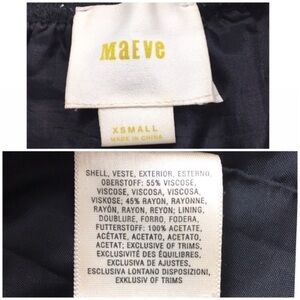 MaEve
XSMALL
MADE IN CHINA
SHELL, VESTE, EXTERIOR, ESTERNO,
OBERSTOFF: 55% VISCOSE,
VISCOSE, VISCOSA, VISCOSA,
VISKOSE; 45% RAYON, RAYONNE,
RAYÓN, RAYON, REYON; LINING,
DOUBLURE, FORRO, FODERA,
FUTTERSTOFF: 100% ACETATE,
ACÉTATE, ACETATO, ACETATO,
ACETAT; EXCLUSIVE OF TRIMS
EXCLUSIVITÉ DES ÉQUILIBRES,
EXCLUSIVA DE AJUSTES,
ESCLUSIVA LONTANO DISPOSIZIONI,
EXKLUSIV OF TRIMS